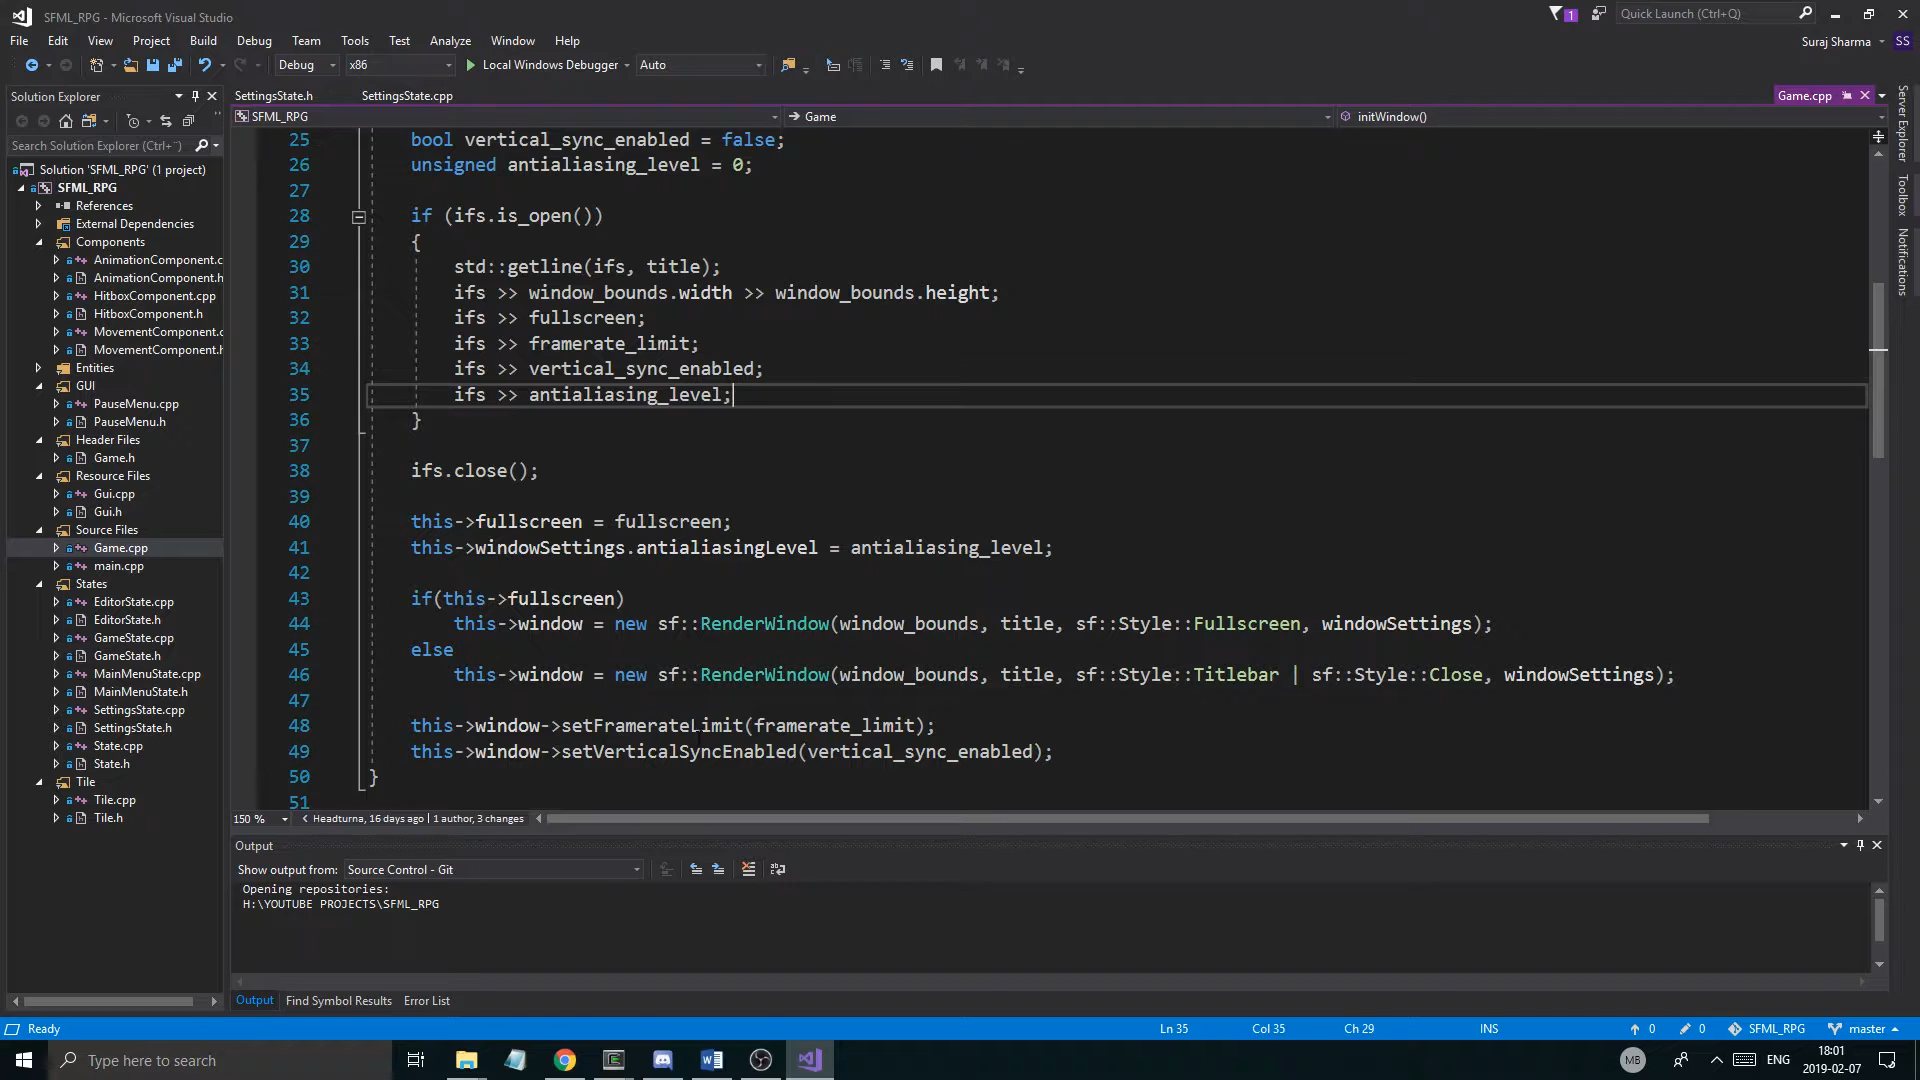 SFML_RPG - Microsoft Visual Studio
1
Quick Launch (Ctrl+Q)
File Edit View Project Build Debug Team Tools Test Analyze Window Help
Suraj Sharma
SS
Debug x86 Local Windows Debugger Auto
Solution Explorer
SettingsState.h SettingsState.cpp Game.cpp
SFML_RPG Game initWindow()
Search Solution Explorer (Ctrl+¨)
Solution 'SFML_RPG' (1 project)
SFML_RPG
References
External Dependencies
Components
AnimationComponent.c
AnimationComponent.h
HitboxComponent.cpp
HitboxComponent.h
MovementComponent.c
MovementComponent.h
Entities
GUI
PauseMenu.cpp
PauseMenu.h
Header Files
Game.h
Resource Files
Gui.cpp
Gui.h
Source Files
Game.cpp
main.cpp
States
EditorState.cpp
EditorState.h
GameState.cpp
GameState.h
MainMenuState.cpp
MainMenuState.h
SettingsState.cpp
SettingsState.h
State.cpp
State.h
Tile
Tile.cpp
Tile.h
25 bool vertical_sync_enabled = false;
26 unsigned antialiasing_level = 0;
27
28 if (ifs.is_open())
29 {
30 std::getline(ifs, title);
31 ifs >> window_bounds.width >> window_bounds.height;
32 ifs >> fullscreen;
33 ifs >> framerate_limit;
34 ifs >> vertical_sync_enabled;
35 ifs >> antialiasing_level;
36 }
37
38 ifs.close();
39
40 this->fullscreen = fullscreen;
41 this->windowSettings.antialiasingLevel = antialiasing_level;
42
43 if(this->fullscreen)
44 this->window = new sf::RenderWindow(window_bounds, title, sf::Style::Fullscreen, windowSettings);
45 else
46 this->window = new sf::RenderWindow(window_bounds, title, sf::Style::Titlebar | sf::Style::Close, windowSettings);
47
48 this->window->setFramerateLimit(framerate_limit);
49 this->window->setVerticalSyncEnabled(vertical_sync_enabled);
50 }
51
150 % Headturna, 16 days ago | 1 author, 3 changes
Server Explorer
Toolbox
Notifications
Output
Show output from: Source Control - Git
Opening repositories:
H:\YOUTUBE PROJECTS\SFML_RPG
Output Find Symbol Results Error List
Ready Ln 35 Col 35 Ch 29 INS 0 0 SFML_RPG master
Type here to search
MB
ENG
18:01
2019-02-07